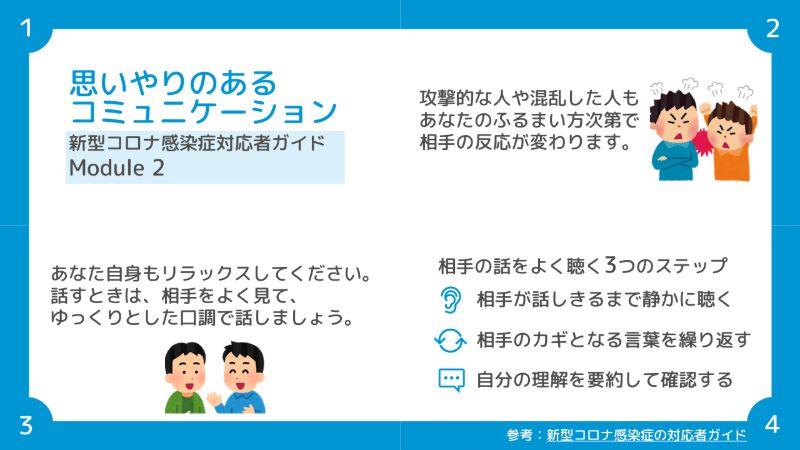 1
2
思いやりのある
コミュニケーション
新型コロナ感染症対応者ガイド
Module 2
攻撃的な人や混乱した人も
あなたのふるまい方次第で
相手の反応が変わります。
あなた自身もリラックスしてください。
話すときは、相手をよく見て、
ゆっくりとした口調で話しましょう。
相手の話をよく聴く3つのステップ
相手が話しきるまで静かに聴く
相手のカギとなる言葉を繰り返す
自分の理解を要約して確認する
3
4
参考：新型コロナ感染症の対応者ガイド